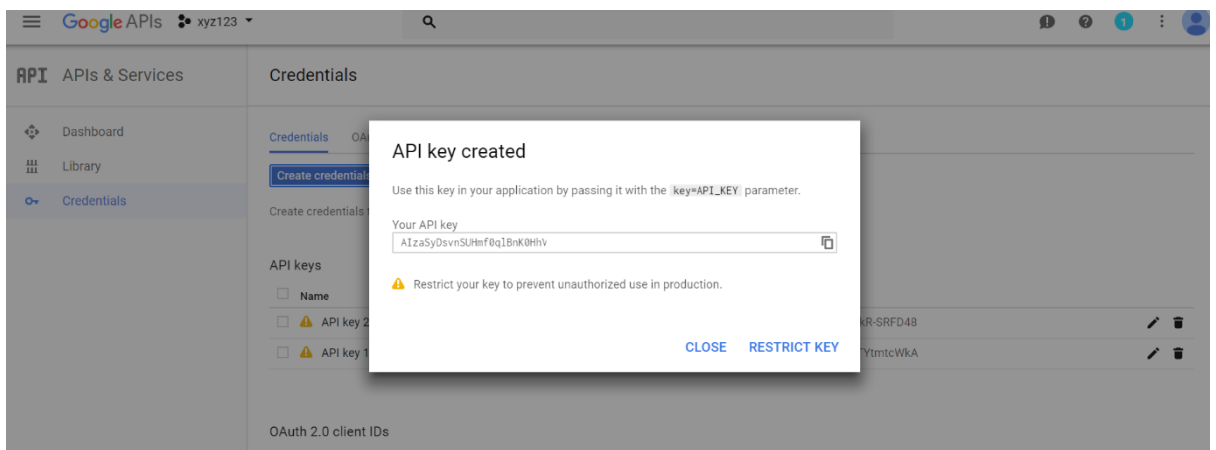 Google APIs xyz123
1
API APIs & Services
Credentials
Dashboard
Library
Credentials
Credentials OA
Create credentials
Create credentials
API keys
Name
API key 2
kR-SRFD48
API key 1
YtmtcWkA
OAuth 2.0 client IDs
API key created
Use this key in your application by passing it with the key=API_KEY parameter.
Your API key
AIzaSyDsvnSUHmf0qlBnK0HhV
Restrict your key to prevent unauthorized use in production.
CLOSE RESTRICT KEY